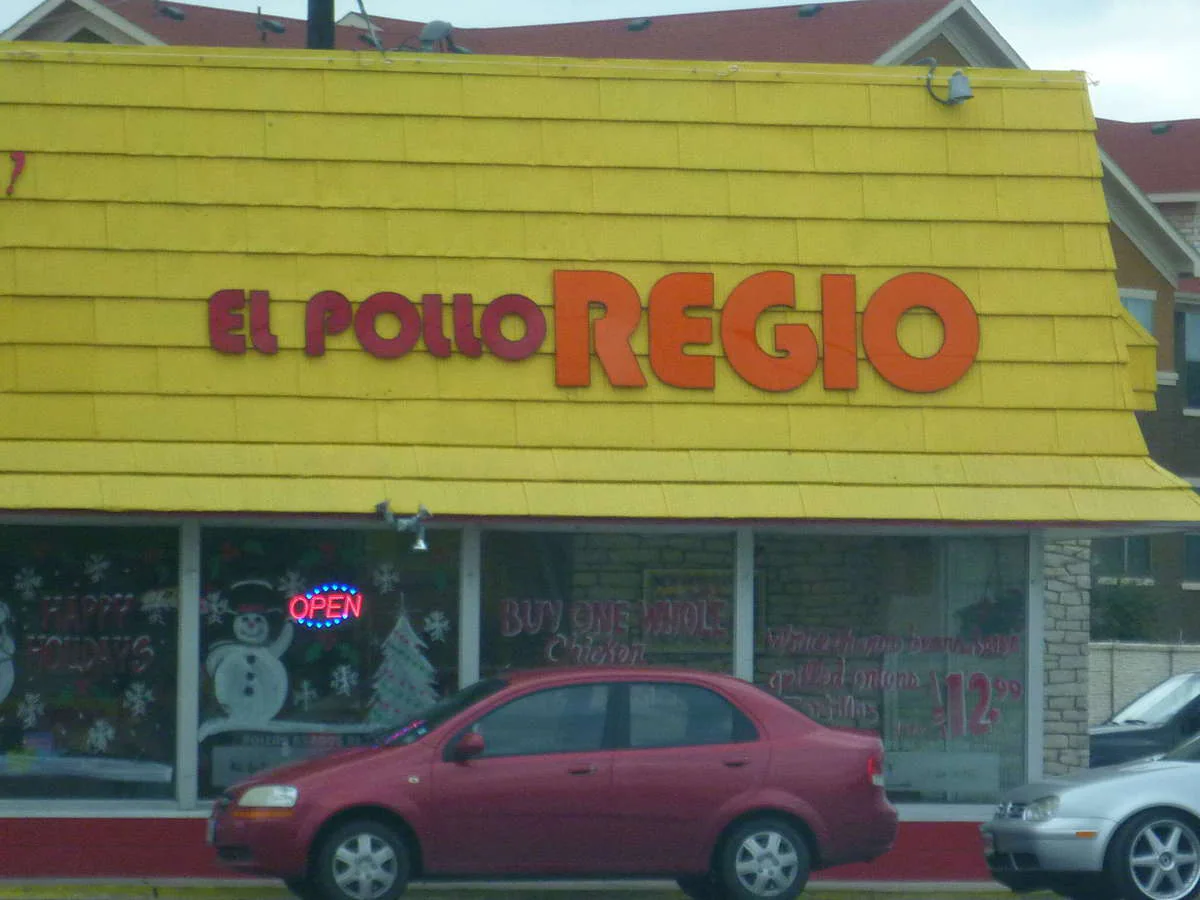 EL POLLO REGIO
OPEN
HAPPY
HOLIDAYS
BUY ONE WHOLE
Chicken
grilled onions
$12.99